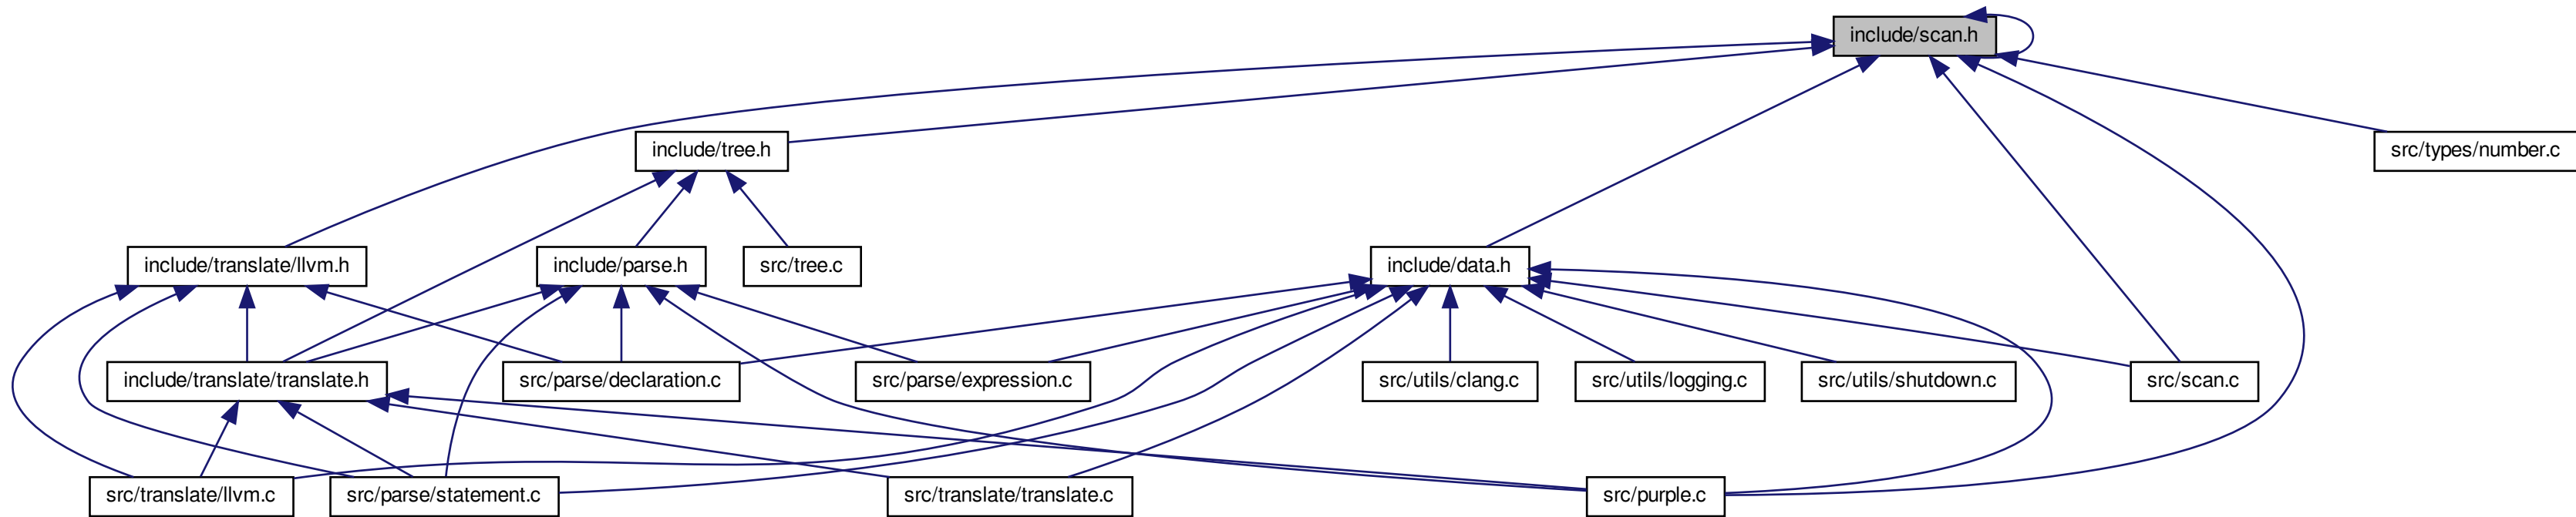 include/scan.h
include/tree.h
src/types/number.c
include/translate/llvm.h
include/parse.h
src/tree.c
include/data.h
include/translate/translate.h
src/parse/declaration.c
src/parse/expression.c
src/utils/clang.c
src/utils/logging.c
src/utils/shutdown.c
src/scan.c
src/translate/llvm.c
src/parse/statement.c
src/translate/translate.c
src/purple.c